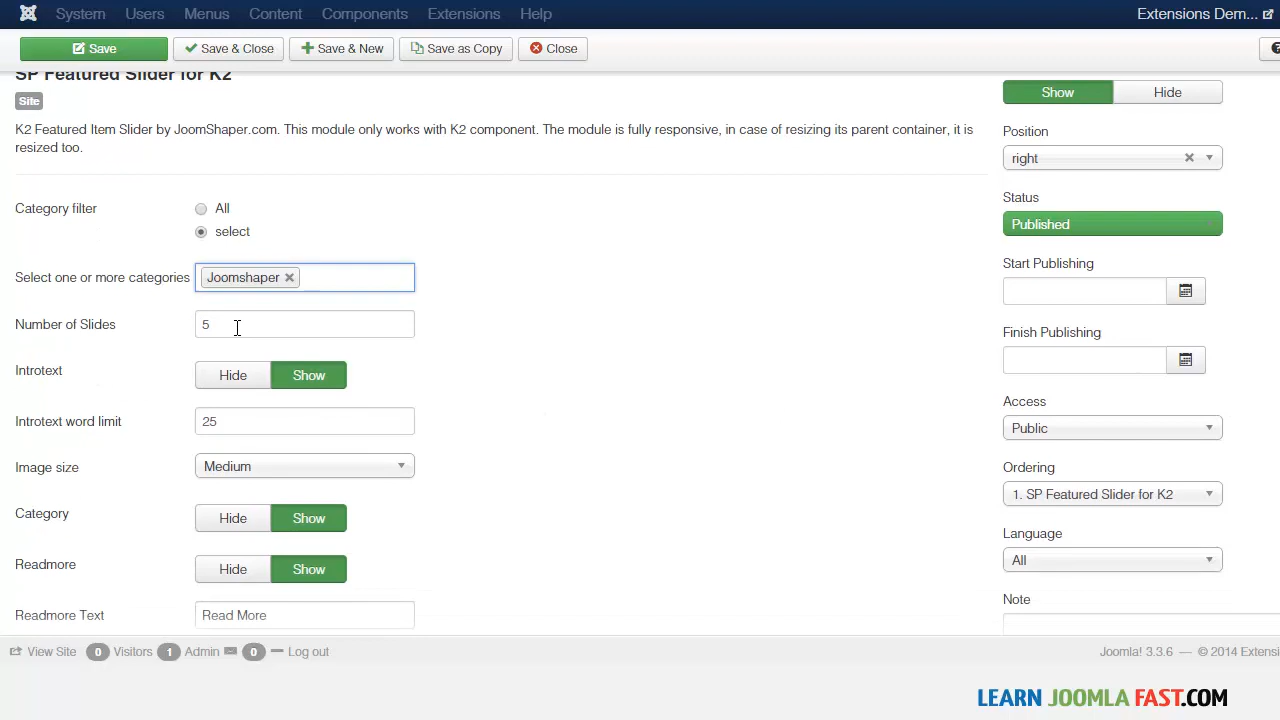 System Users Menus Content Components Extensions Help Extensions Dem...
Save Save & Close Save & New Save as Copy Close
SP Featured Slider for K2
Site
K2 Featured Item Slider by JoomShaper.com. This module only works with K2 component. The module is fully responsive, in case of resizing its parent container, it is
resized too.
Category filter All
select
Select one or more categories Joomshaper
Number of Slides 5
Introtext Hide Show
Introtext word limit 25
Image size Medium
Category Hide Show
Readmore Hide Show
Readmore Text Read More
Show Hide
Position
right
Status
Published
Start Publishing
Finish Publishing
Access
Public
Ordering
1. SP Featured Slider for K2
Language
All
Note
View Site 0 Visitors 1 Admin 0 Log out Joomla! 3.3.6 — © 2014 Extensi
LEARN JOOMLA FAST.COM